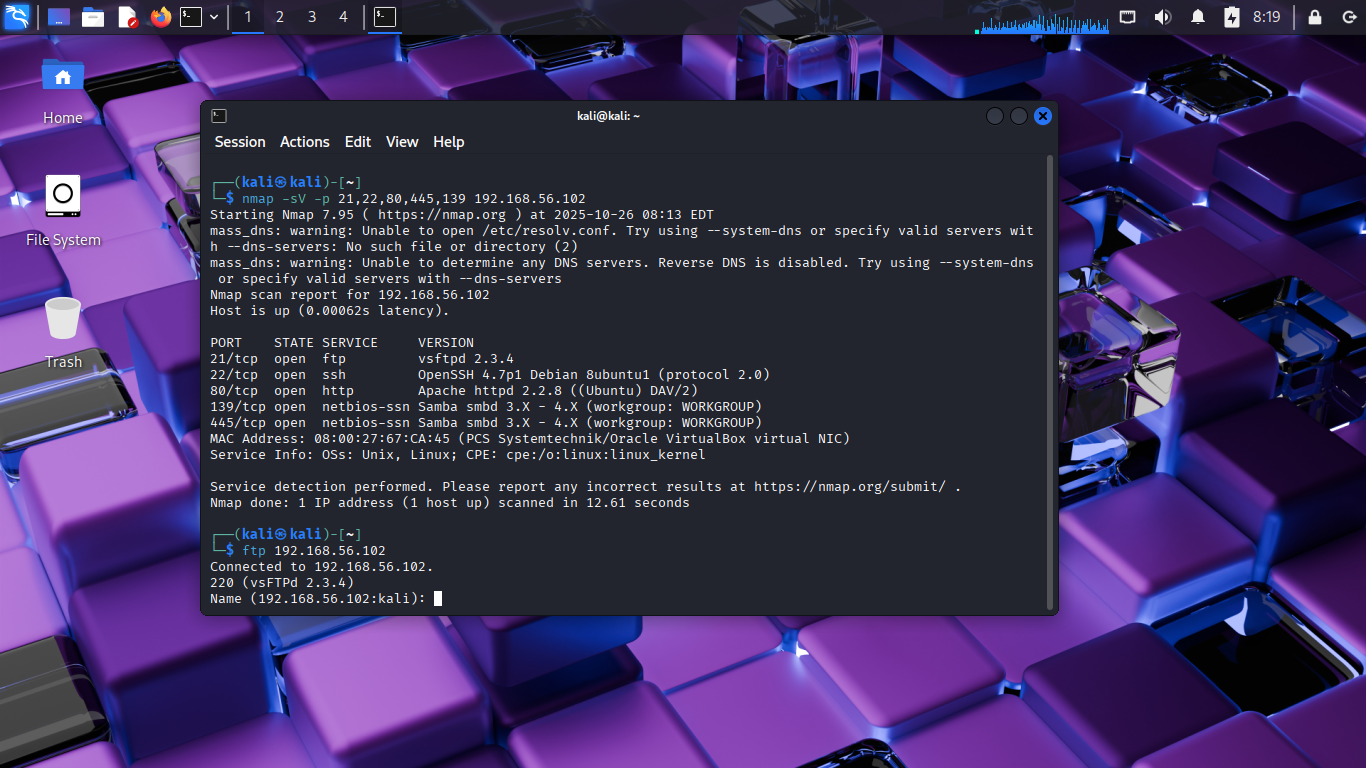 1 2 3 4 8:19
Home
File System
Trash
kali@kali: ~
Session Actions Edit View Help
┌──(kali㉿kali)-[~]
└─$ nmap -sV -p 21,22,80,445,139 192.168.56.102
Starting Nmap 7.95 ( https://nmap.org ) at 2025-10-26 08:13 EDT
mass_dns: warning: Unable to open /etc/resolv.conf. Try using --system-dns or specify valid servers wit
h --dns-servers: No such file or directory (2)
mass_dns: warning: Unable to determine any DNS servers. Reverse DNS is disabled. Try using --system-dns
 or specify valid servers with --dns-servers
Nmap scan report for 192.168.56.102
Host is up (0.00062s latency).
PORT    STATE SERVICE     VERSION
21/tcp  open  ftp         vsftpd 2.3.4
22/tcp  open  ssh         OpenSSH 4.7p1 Debian 8ubuntu1 (protocol 2.0)
80/tcp  open  http        Apache httpd 2.2.8 ((Ubuntu) DAV/2)
139/tcp open  netbios-ssn Samba smbd 3.X - 4.X (workgroup: WORKGROUP)
445/tcp open  netbios-ssn Samba smbd 3.X - 4.X (workgroup: WORKGROUP)
MAC Address: 08:00:27:67:CA:45 (PCS Systemtechnik/Oracle VirtualBox virtual NIC)
Service Info: OSs: Unix, Linux; CPE: cpe:/o:linux:linux_kernel
Service detection performed. Please report any incorrect results at https://nmap.org/submit/ .
Nmap done: 1 IP address (1 host up) scanned in 12.61 seconds
┌──(kali㉿kali)-[~]
└─$ ftp 192.168.56.102
Connected to 192.168.56.102.
220 (vsFTPd 2.3.4)
Name (192.168.56.102:kali):